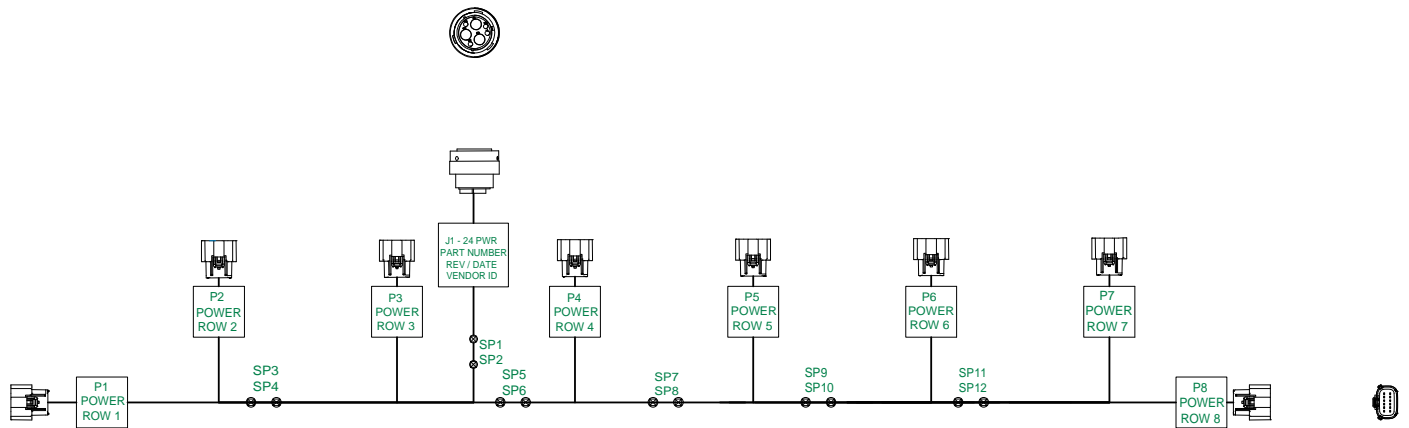 J1 - 24 PWR
PART NUMBER
REV / DATE
VENDOR ID
P2
POWER
ROW 2
P3
POWER
ROW 3
P4
POWER
ROW 4
P5
POWER
ROW 5
P6
POWER
ROW 6
P7
POWER
ROW 7
SP1
SP2
SP3
SP4
SP5
SP6
SP7
SP8
SP9
SP10
SP11
SP12
P1
POWER
ROW 1
P8
POWER
ROW 8